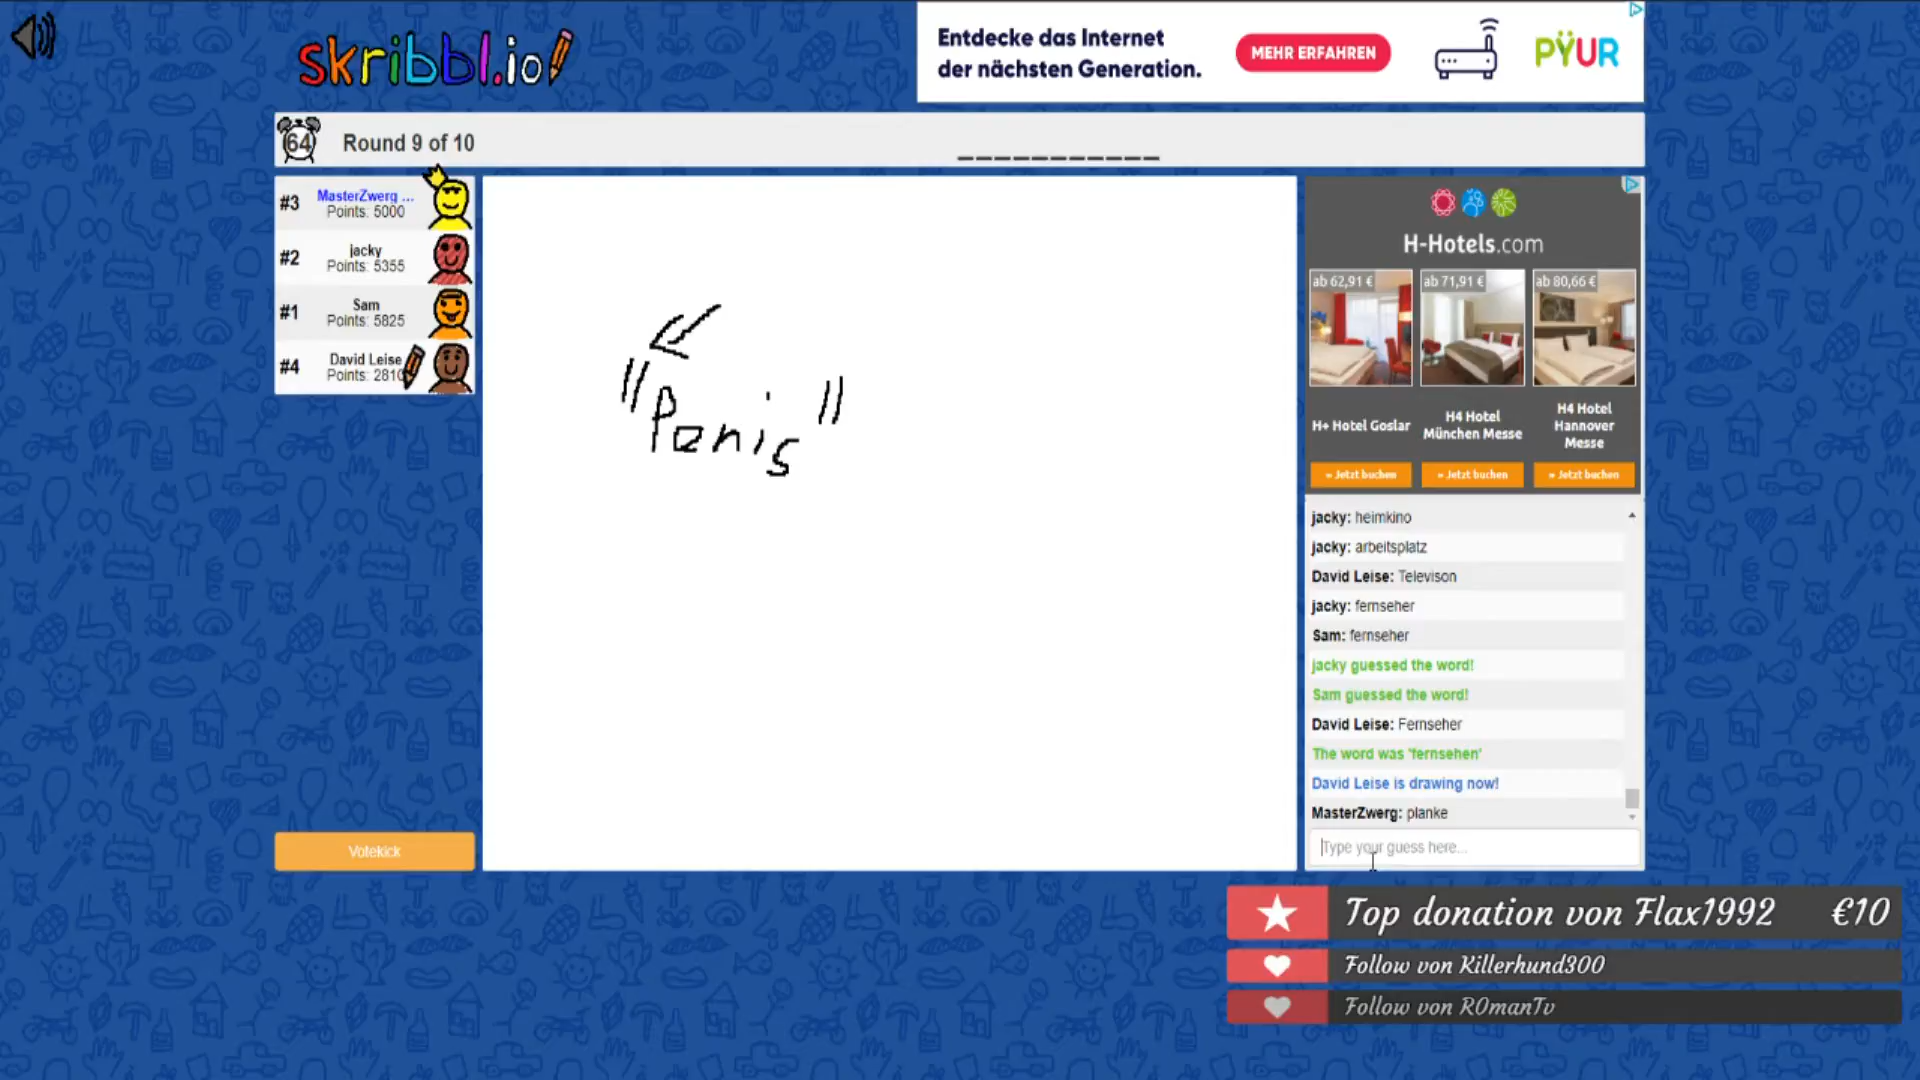 skribbl.io
Entdecke das Internet
der nächsten Generation.
MEHR ERFAHREN
PŸUR
64
Round 9 of 10
___________
#3
MasterZwerg ...
Points: 5000
#2
jacky
Points: 5355
#1
Sam
Points: 5825
#4
David Leise
Points: 2810
"Penis"
H-Hotels.com
ab 62,91 €
ab 71,91 €
ab 80,66 €
H+ Hotel Goslar
H4 Hotel
München Messe
H4 Hotel
Hannover
Messe
» Jetzt buchen
» Jetzt buchen
» Jetzt buchen
jacky: heimkino
jacky: arbeitsplatz
David Leise: Televison
jacky: fernseher
Sam: fernseher
jacky guessed the word!
Sam guessed the word!
David Leise: Fernseher
The word was 'fernsehen'
David Leise is drawing now!
MasterZwerg: planke
Type your guess here...
Votekick
Top donation von Flax1992 €10
Follow von Killerhund300
Follow von R0manTv